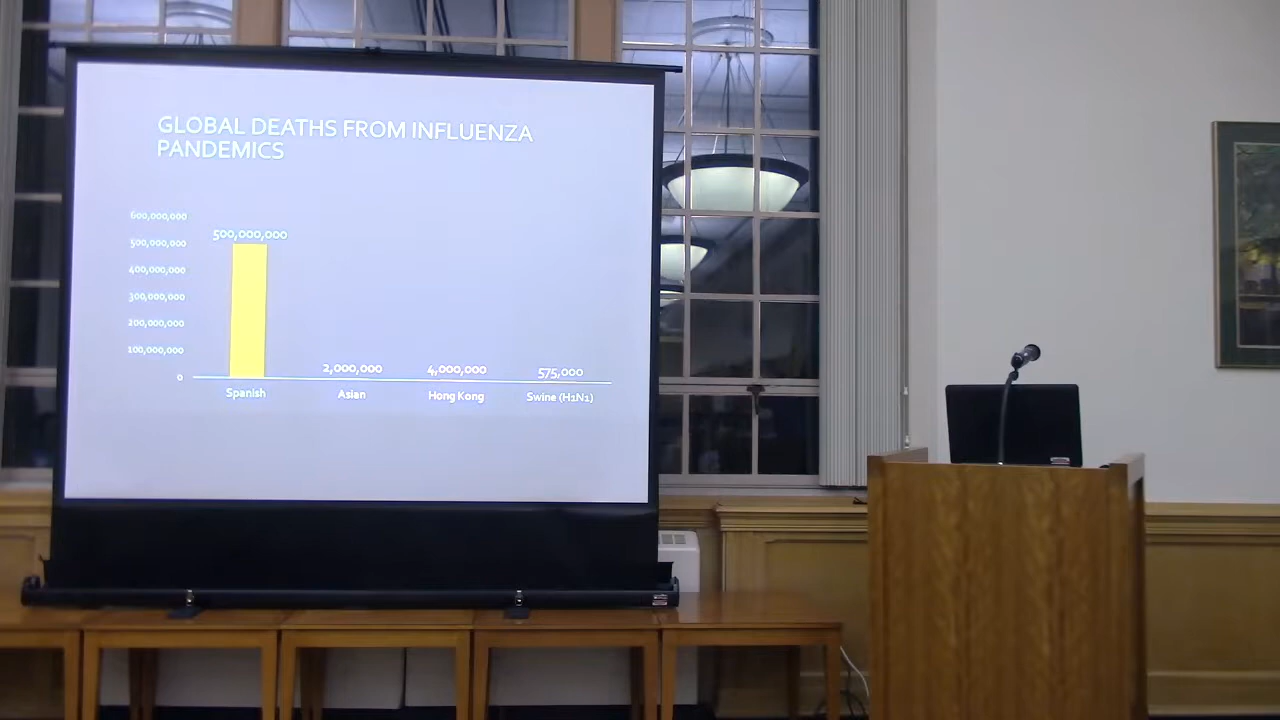 GLOBAL DEATHS FROM INFLUENZA
PANDEMICS
600,000,000
500,000,000
500,000,000
400,000,000
300,000,000
200,000,000
100,000,000
0
2,000,000
4,000,000
575,000
Spanish
Asian
Hong Kong
Swine (H1N1)